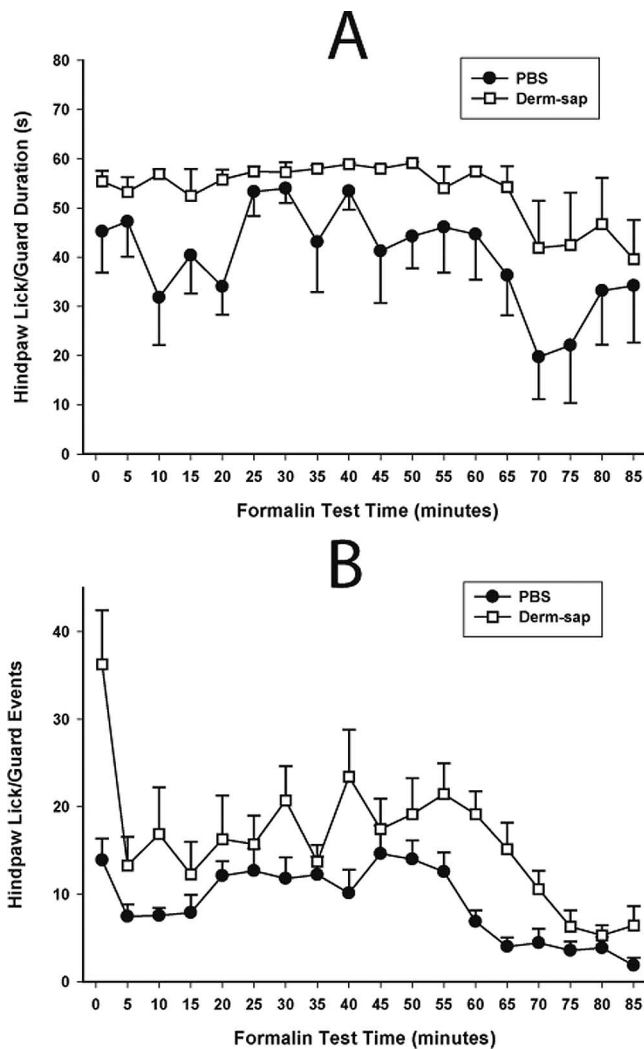 A
80
70
60
50
40
30
20
10
0
Hindpaw Lick/Guard Duration (s)
PBS
Derm-sap
0 5 10 15 20 25 30 35 40 45 50 55 60 65 70 75 80 85
Formalin Test Time (minutes)
B
40
30
20
10
0
Hindpaw Lick/Guard Events
PBS
Derm-sap
0 5 10 15 20 25 30 35 40 45 50 55 60 65 70 75 80 85
Formalin Test Time (minutes)